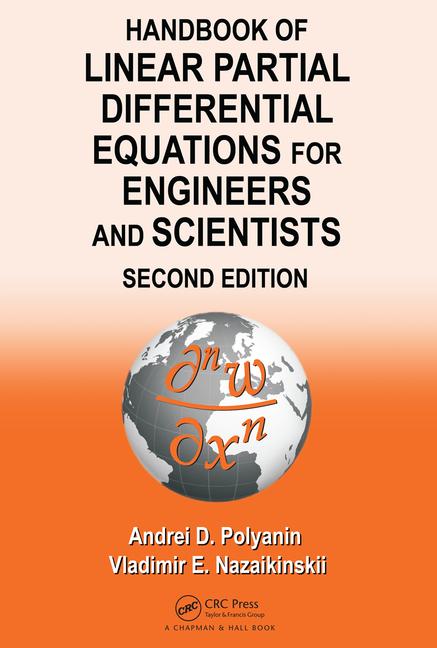 HANDBOOK OF
LINEAR PARTIAL
DIFFERENTIAL
EQUATIONS FOR
ENGINEERS
AND SCIENTISTS
SECOND EDITION
∂ⁿw
∂xⁿ
Andrei D. Polyanin
Vladimir E. Nazaikinskii
CRC CRC Press
Taylor & Francis Group
A CHAPMAN & HALL BOOK